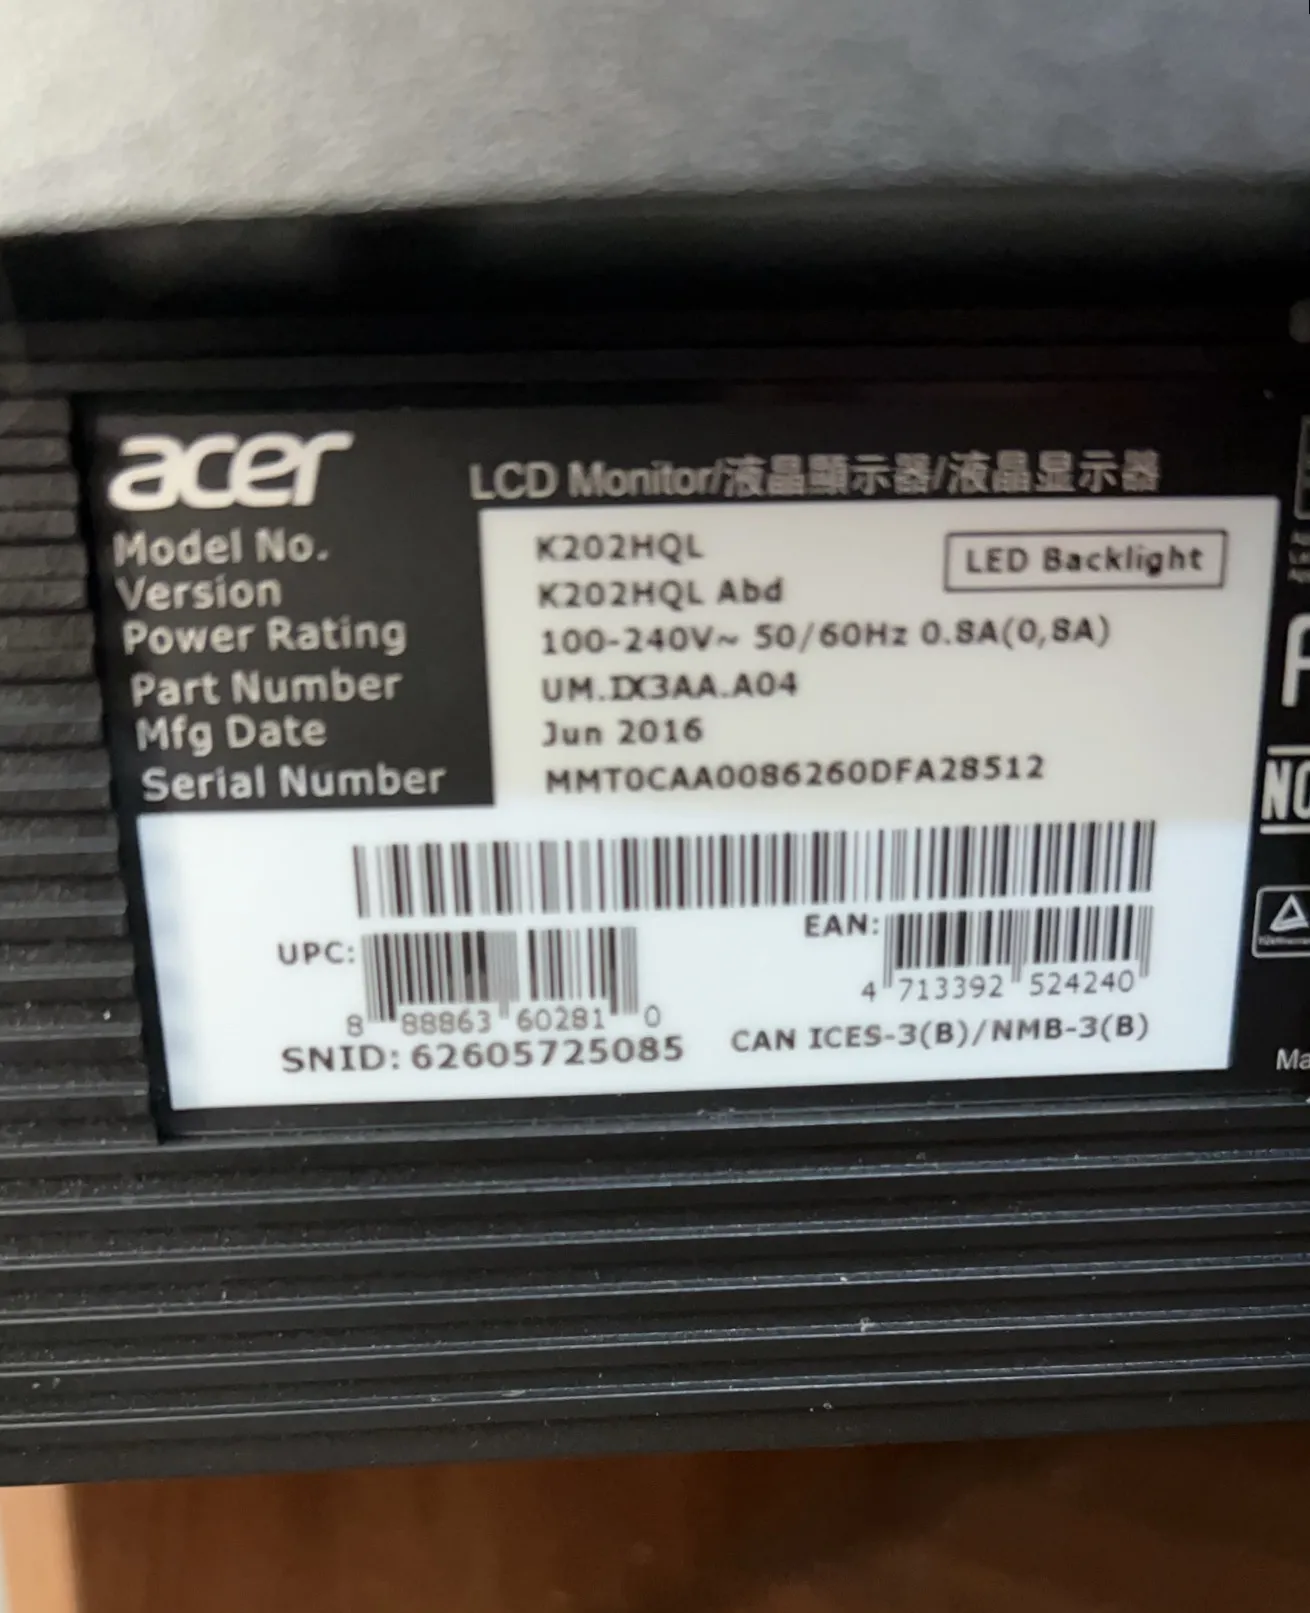 acer
LCD Monitor/液晶顯示器/液晶显示器
Model No. K202HQL
LED Backlight
Version K202HQL Abd
Power Rating 100-240V~ 50/60Hz 0.8A(0,8A)
Part Number UM.IX3AA.A04
Mfg Date Jun 2016
Serial Number MMT0CAA0086260DFA28512
UPC: 8 88863 60281 0
EAN: 4 713392 524240
SNID: 62605725085
CAN ICES-3(B)/NMB-3(B)